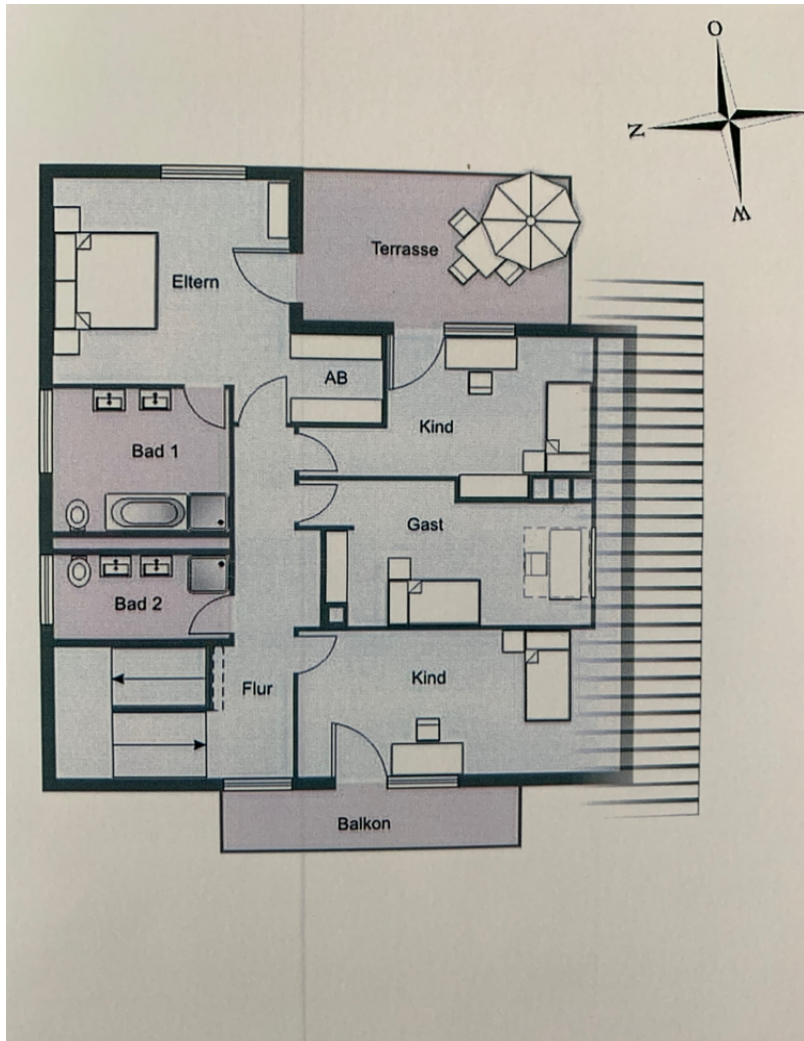 O
N
W
Terrasse
Eltern
AB
Kind
Bad 1
Gast
Bad 2
Kind
Flur
Balkon